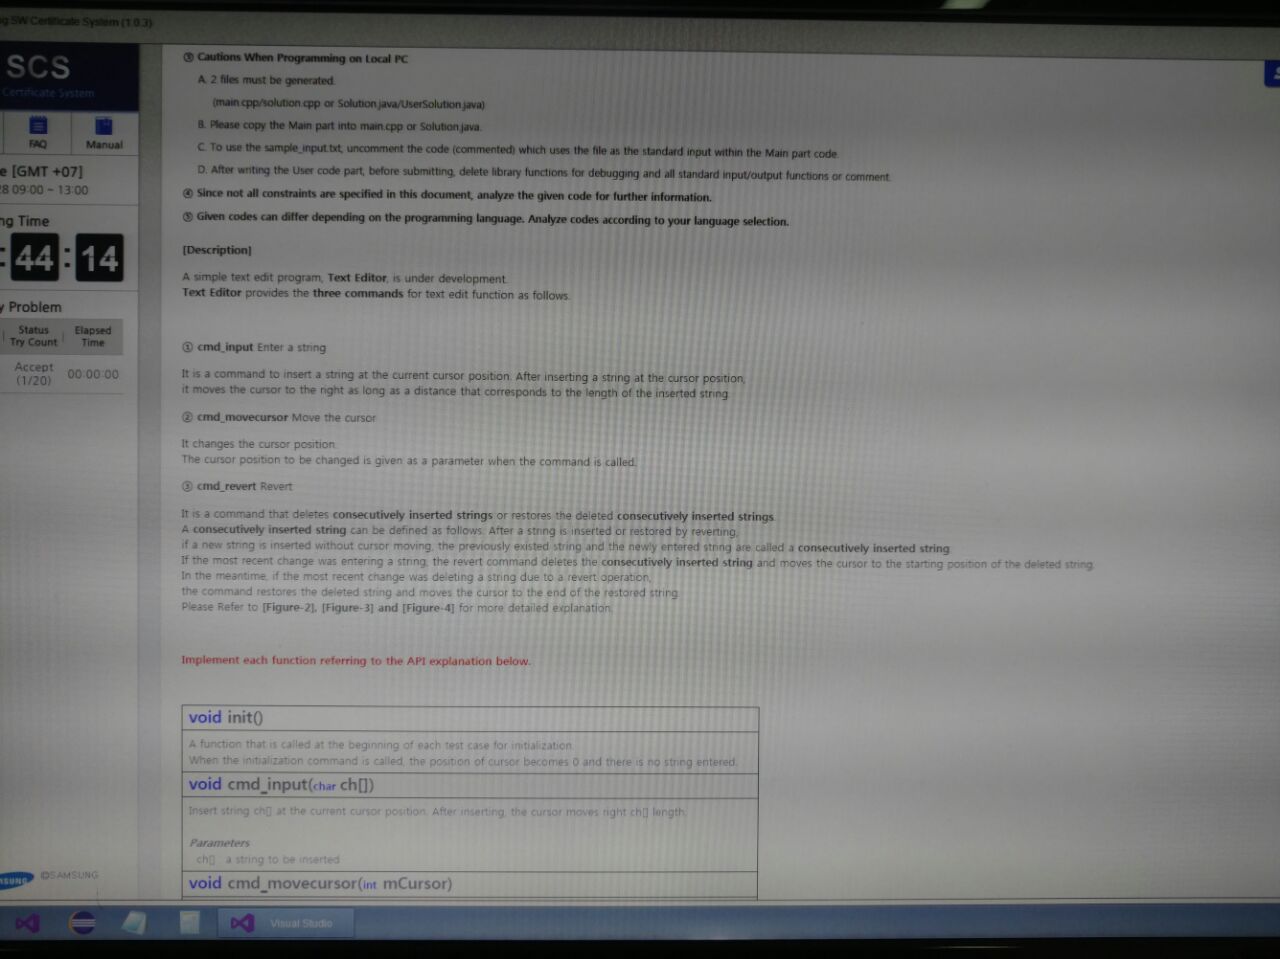 g SW Certificate System (1.0.3)
SCS
Certificate System
FAQ
Manual
e [GMT +07]
28 09:00 ~ 13:00
ng Time
: 44 : 14
y Problem
Status
Try Count
Elapsed
Time
Accept
(1/20)
00:00:00
③ Cautions When Programming on Local PC
A. 2 files must be generated.
(main.cpp/solution.cpp or Solution.java/UserSolution.java)
B. Please copy the Main part into main.cpp or Solution.java.
C. To use the sample_input.txt, uncomment the code (commented) which uses the file as the standard input within the Main part code.
D. After writing the User code part, before submitting, delete library functions for debugging and all standard input/output functions or comment.
④ Since not all constraints are specified in this document, analyze the given code for further information.
⑤ Given codes can differ depending on the programming language. Analyze codes according to your language selection.
[Description]
A simple text edit program, Text Editor, is under development.
Text Editor provides the three commands for text edit function as follows.
① cmd_input Enter a string
It is a command to insert a string at the current cursor position. After inserting a string at the cursor position,
it moves the cursor to the right as long as a distance that corresponds to the length of the inserted string.
② cmd_movecursor Move the cursor
It changes the cursor position.
The cursor position to be changed is given as a parameter when the command is called.
③ cmd_revert Revert
It is a command that deletes consecutively inserted strings or restores the deleted consecutively inserted strings.
A consecutively inserted string can be defined as follows. After a string is inserted or restored by reverting,
if a new string is inserted without cursor moving, the previously existed string and the newly entered string are called a consecutively inserted string.
If the most recent change was entering a string, the revert command deletes the consecutively inserted string and moves the cursor to the starting position of the deleted string.
In the meantime, if the most recent change was deleting a string due to a revert operation,
the command restores the deleted string and moves the cursor to the end of the restored string.
Please Refer to [Figure-2], [Figure-3] and [Figure-4] for more detailed explanation.
Implement each function referring to the API explanation below.
void init()
A function that is called at the beginning of each test case for initialization.
When the initialization command is called, the position of cursor becomes 0 and there is no string entered.
void cmd_input(char ch[])
Insert string ch[] at the current cursor position. After inserting, the cursor moves right ch[] length.
Parameters
ch[] : a string to be inserted
void cmd_movecursor(int mCursor)
MSUNG
©SAMSUNG
Visual Studio